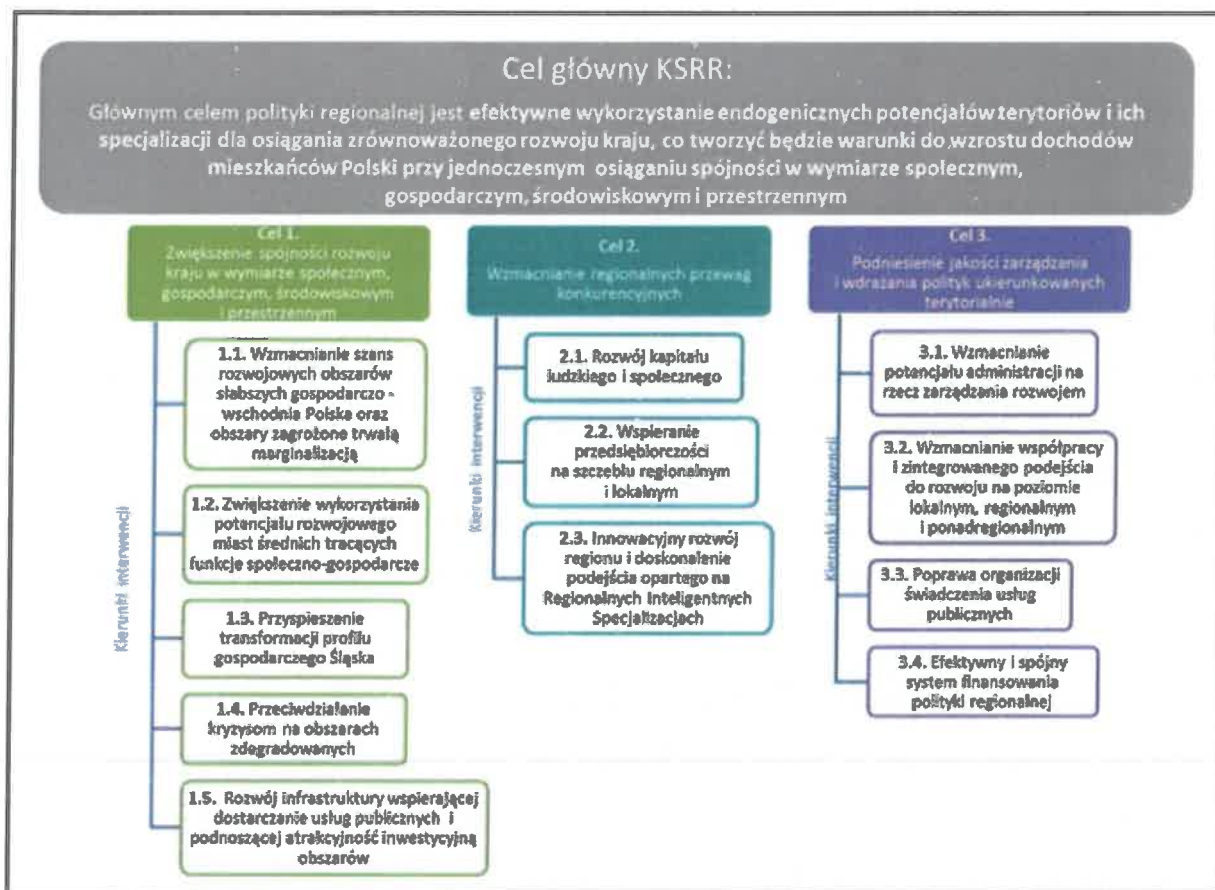 Cel główny KSRR:
Głównym celem polityki regionalnej jest efektywne wykorzystanie endogenicznych potencjałów terytoriów i ich
specjalizacji dla osiągania zrównoważonego rozwoju kraju, co tworzyć będzie warunki do wzrostu dochodów
mieszkańców Polski przy jednoczesnym osiąganiu spójności w wymiarze społecznym,
gospodarczym, środowiskowym i przestrzennym
Cel 1.
Zwiększenie spójności rozwoju
kraju w wymiarze społecznym,
gospodarczym, środowiskowym
i przestrzennym
Kierunki interwencji
1.1. Wzmacnianie szans
rozwojowych obszarów
słabszych gospodarczo -
wschodnia Polska oraz
obszary zagrożone trwałą
marginalizacją
1.2. Zwiększenie wykorzystania
potencjału rozwojowego
miast średnich tracących
funkcje społeczno-gospodarcze
1.3. Przyspieszenie
transformacji profilu
gospodarczego Śląska
1.4. Przeciwdziałanie
kryzysom na obszarach
zdegradowanych
1.5. Rozwój infrastruktury wspierającej
dostarczanie usług publicznych i
podnoszącej atrakcyjność inwestycyjną
obszarów
Cel 2.
Wzmacnianie regionalnych przewag
konkurencyjnych
Kierunki interwencji
2.1. Rozwój kapitału
ludzkiego i społecznego
2.2. Wspieranie
przedsiębiorczości
na szczeblu regionalnym
i lokalnym
2.3. Innowacyjny rozwój
regionu i doskonalenie
podejścia opartego na
Regionalnych Inteligentnych
Specjalizacjach
Cel 3.
Podniesienie jakości zarządzania
i wdrażania polityk ukierunkowanych
terytorialnie
Kierunki interwencji
3.1. Wzmacnianie
potencjału administracji na
rzecz zarządzania rozwojem
3.2. Wzmacnianie współpracy
i zintegrowanego podejścia
do rozwoju na poziomie
lokalnym, regionalnym
i ponadregionalnym
3.3. Poprawa organizacji
świadczenia usług
publicznych
3.4. Efektywny i spójny
system finansowania
polityki regionalnej